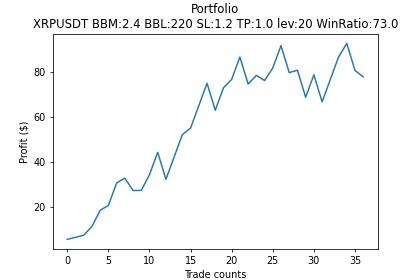 Portfolio
XRPUSDT BBM:2.4 BBL:220 SL:1.2 TP:1.0 lev:20 WinRatio:73.0
Profit ($)
80
60
40
20
0 5 10 15 20 25 30 35
Trade counts